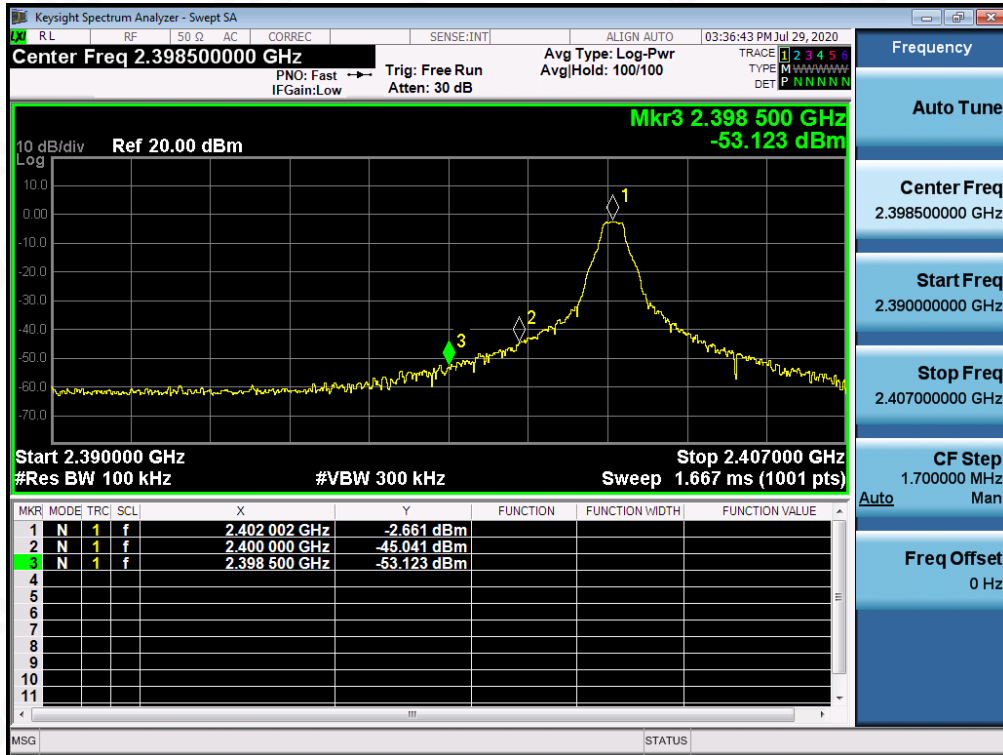 Keysight Spectrum Analyzer - Swept SA
LXI RL RF 50 Ω AC CORREC SENSE:INT ALIGN AUTO 03:36:43 PM Jul 29, 2020
Center Freq 2.398500000 GHz
PNO: Fast
IFGain:Low
Trig: Free Run
Atten: 30 dB
Avg Type: Log-Pwr
Avg|Hold: 100/100
TRACE 1 2 3 4 5 6
TYPE M WWWWW
DET P N N N N N
Mkr3 2.398 500 GHz
-53.123 dBm
10 dB/div Ref 20.00 dBm
Log
10.0
0.00
-10.0
-20.0
-30.0
-40.0
-50.0
-60.0
-70.0
1
2
3
Start 2.390000 GHz Stop 2.407000 GHz
#Res BW 100 kHz #VBW 300 kHz Sweep 1.667 ms (1001 pts)
MKR MODE TRC SCL X Y FUNCTION FUNCTION WIDTH FUNCTION VALUE
1 N 1 f 2.402 002 GHz -2.661 dBm
2 N 1 f 2.400 000 GHz -45.041 dBm
3 N 1 f 2.398 500 GHz -53.123 dBm
4
5
6
7
8
9
10
11
MSG STATUS
Frequency
Auto Tune
Center Freq
2.398500000 GHz
Start Freq
2.390000000 GHz
Stop Freq
2.407000000 GHz
CF Step
1.700000 MHz
Auto Man
Freq Offset
0 Hz